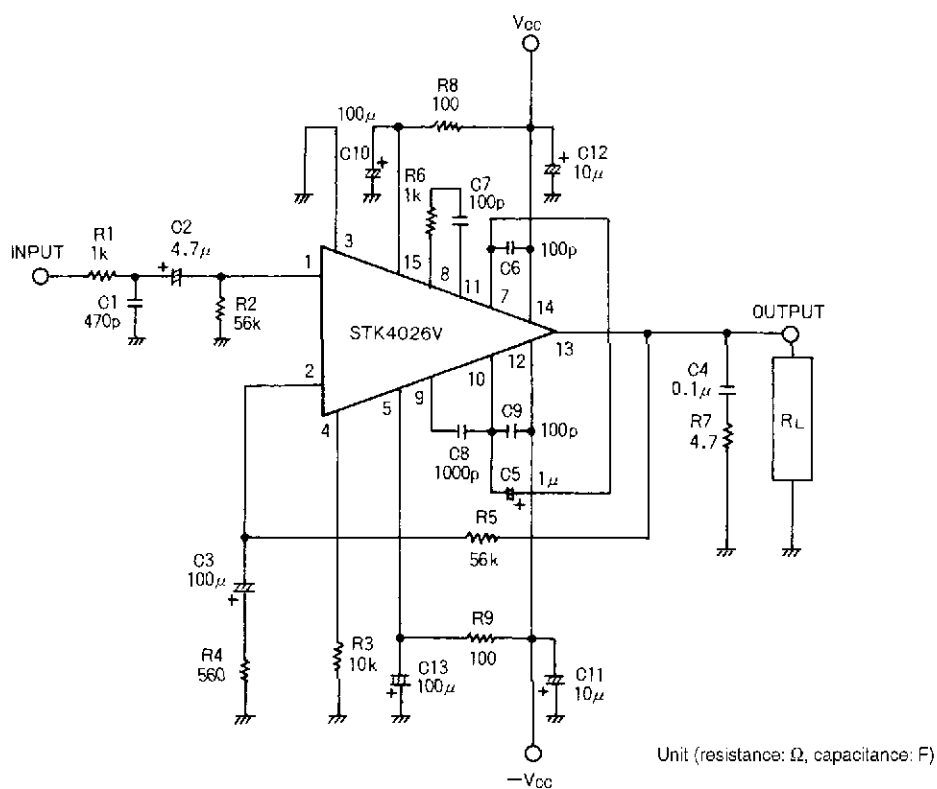 Vcc
R8
100
100μ
C10
+
+
C12
10μ
R6
1k
C7
100p
INPUT
R1
1k
C2
4.7μ
+
1
3
15
8
11
7
C6
100p
14
C1
470p
R2
56k
STK4026V
OUTPUT
13
12
10
2
4
5
9
C8
1000p
C9
100p
C5
1μ
+
C4
0.1μ
R7
4.7
RL
R5
56k
C3
100μ
+
R4
560
R3
10k
R9
100
C13
100μ
+
C11
10μ
+
−Vcc
Unit (resistance: Ω, capacitance: F)